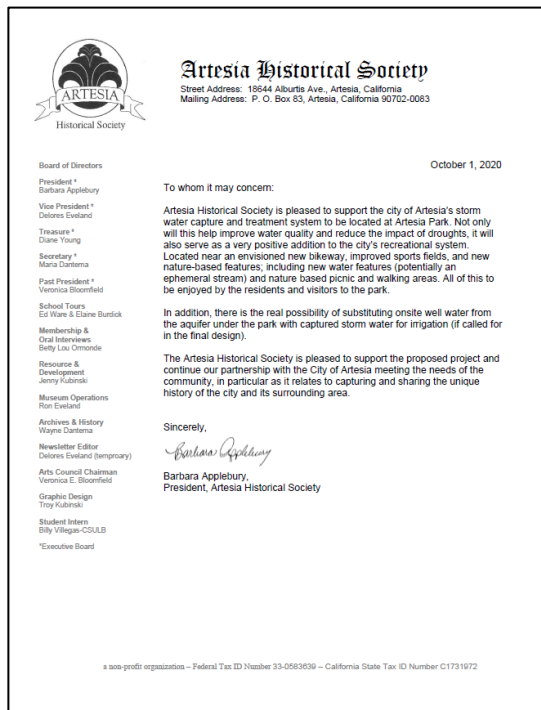 ARTESIA
Historical Society
Artesia Historical Society
Street Address: 18644 Alburtis Ave., Artesia, California
Mailing Address: P. O. Box 83, Artesia, California 90702-0083
Board of Directors
President *
Barbara Applebury
Vice President *
Delores Eveland
Treasure *
Diane Young
Secretary *
Maria Dantema
Past President *
Veronica Bloomfield
School Tours
Ed Ware & Elaine Burdick
Membership &
Oral Interviews
Betty Lou Ormonde
Resource &
Development
Jenny Kubinski
Museum Operations
Ron Eveland
Archives & History
Wayne Dantema
Newsletter Editor
Delores Eveland (temproary)
Arts Council Chairman
Veronica E. Bloomfield
Graphic Design
Troy Kubinski
Student Intern
Billy Villegas-CSULB
*Executive Board
October 1, 2020
To whom it may concern:
Artesia Historical Society is pleased to support the city of Artesia's storm
water capture and treatment system to be located at Artesia Park. Not only
will this help improve water quality and reduce the impact of droughts, it will
also serve as a very positive addition to the city's recreational system.
Located near an envisioned new bikeway, improved sports fields, and new
nature-based features; including new water features (potentially an
ephemeral stream) and nature based picnic and walking areas. All of this to
be enjoyed by the residents and visitors to the park.
In addition, there is the real possibility of substituting onsite well water from
the aquifer under the park with captured storm water for irrigation (if called for
in the final design).
The Artesia Historical Society is pleased to support the proposed project and
continue our partnership with the City of Artesia meeting the needs of the
community, in particular as it relates to capturing and sharing the unique
history of the city and its surrounding area.
Sincerely,
Barbara Applebury
Barbara Applebury,
President, Artesia Historical Society
a non-profit organization – Federal Tax ID Number 33-0583639 – California State Tax ID Number C1731972